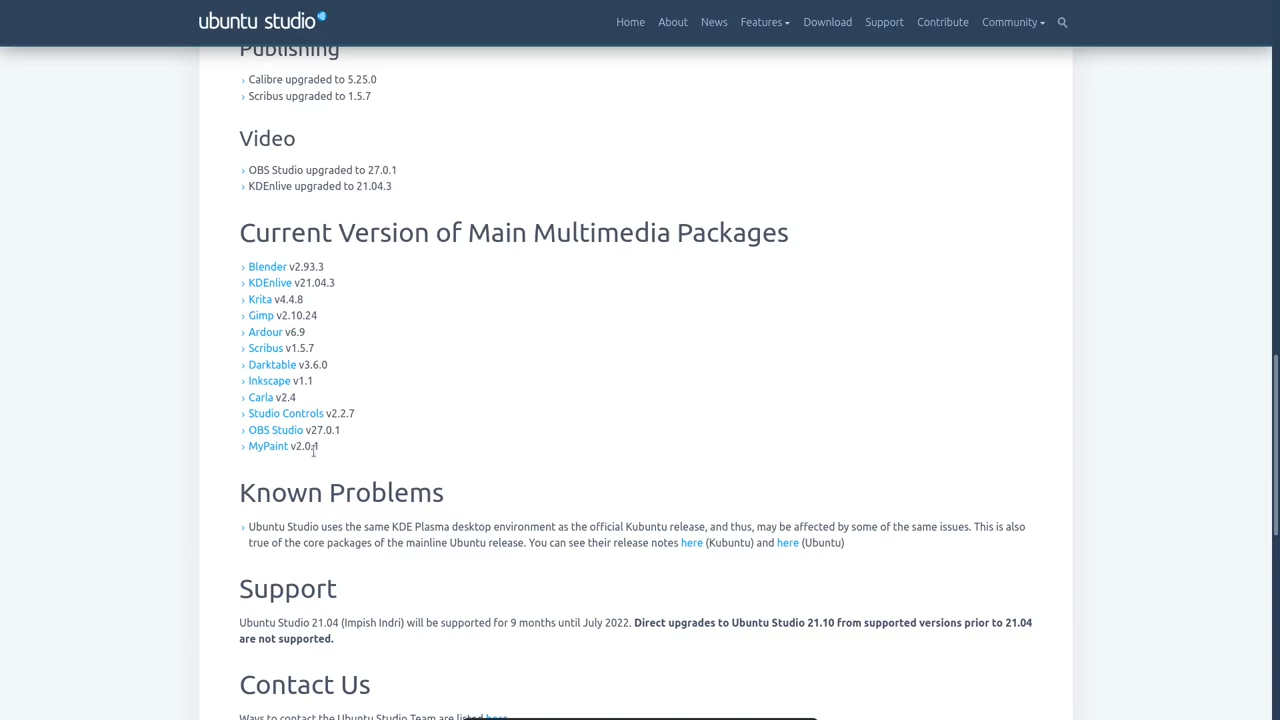 ubuntu studio
Home About News Features Download Support Contribute Community
Publishing
Calibre upgraded to 5.25.0
Scribus upgraded to 1.5.7
Video
OBS Studio upgraded to 27.0.1
KDEnlive upgraded to 21.04.3
Current Version of Main Multimedia Packages
Blender v2.93.3
KDEnlive v21.04.3
Krita v4.4.8
Gimp v2.10.24
Ardour v6.9
Scribus v1.5.7
Darktable v3.6.0
Inkscape v1.1
Carla v2.4
Studio Controls v2.2.7
OBS Studio v27.0.1
MyPaint v2.0.1
Known Problems
Ubuntu Studio uses the same KDE Plasma desktop environment as the official Kubuntu release, and thus, may be affected by some of the same issues. This is also
true of the core packages of the mainline Ubuntu release. You can see their release notes here (Kubuntu) and here (Ubuntu)
Support
Ubuntu Studio 21.04 (Impish Indri) will be supported for 9 months until July 2022. Direct upgrades to Ubuntu Studio 21.10 from supported versions prior to 21.04
are not supported.
Contact Us
Ways to contact the Ubuntu Studio Team are listed here.